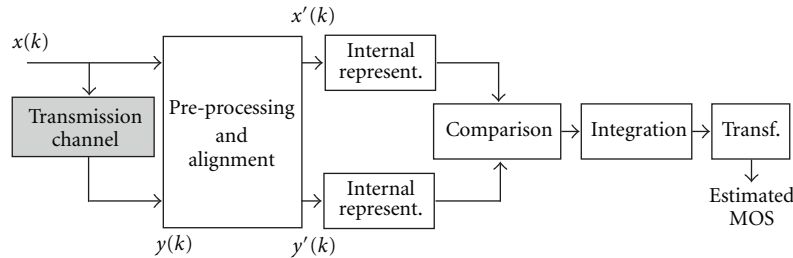 x(k)
Transmission
channel
Pre-processing
and
alignment
y(k)
x′(k)
Internal
represent.
Internal
represent.
y′(k)
Comparison
Integration
Transf.
Estimated
MOS